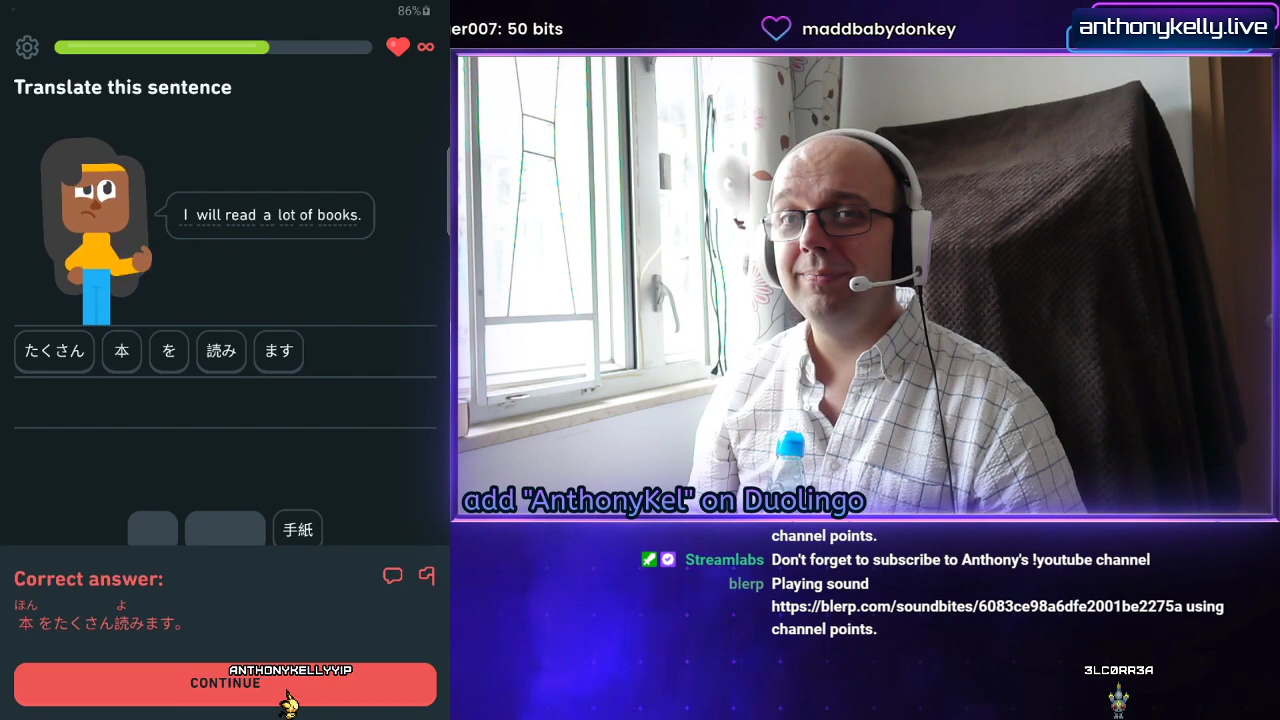 86%
er007: 50 bits
maddbabydonkey
anthonykelly.live
Translate this sentence
I will read a lot of books.
たくさん 本 を 読み ます
add "AnthonyKel" on Duolingo
手紙
channel points.
Streamlabs Don't forget to subscribe to Anthony's !youtube channel
blerp Playing sound
https://blerp.com/soundbites/6083ce98a6dfe2001be2275a using
channel points.
Correct answer:
ほん よ
本 をたくさん読みます。
ANTHONYKELLYYIP
CONTINUE
3LC0RR3A